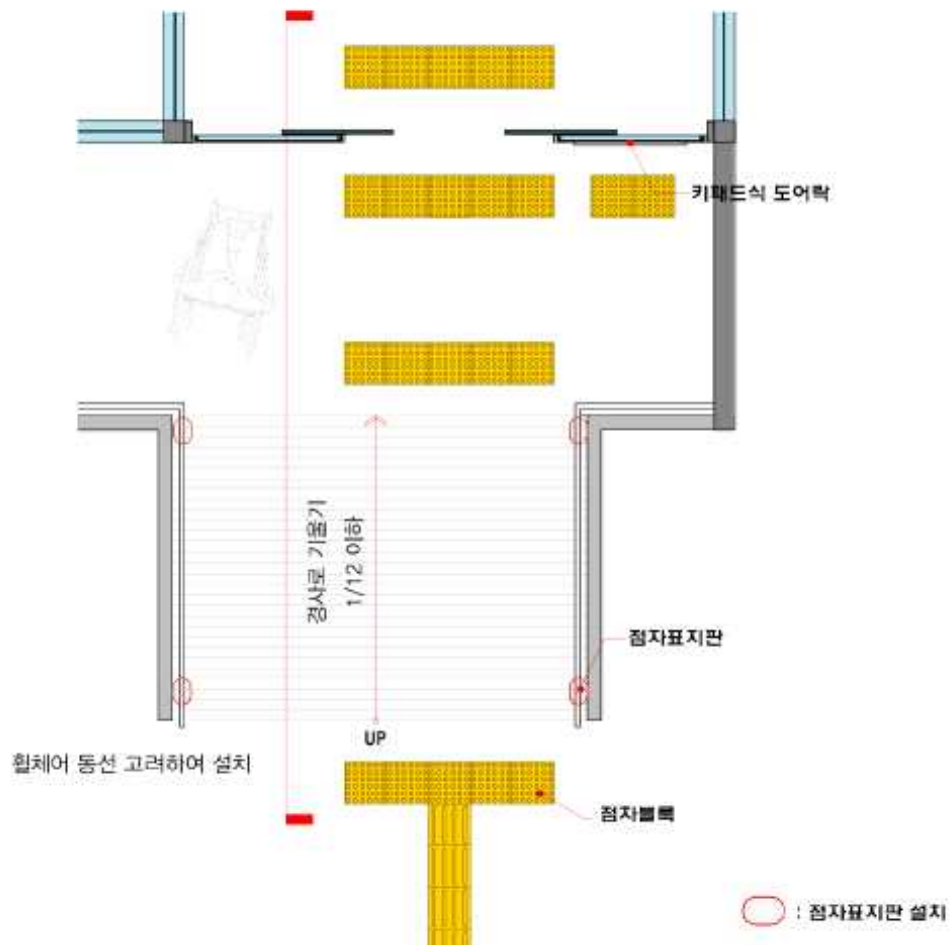 키패드식 도어락
경사로 기울기
1/12 이하
점자표지판
UP
휠체어 동선 고려하여 설치
점자블록
: 점자표지판 설치